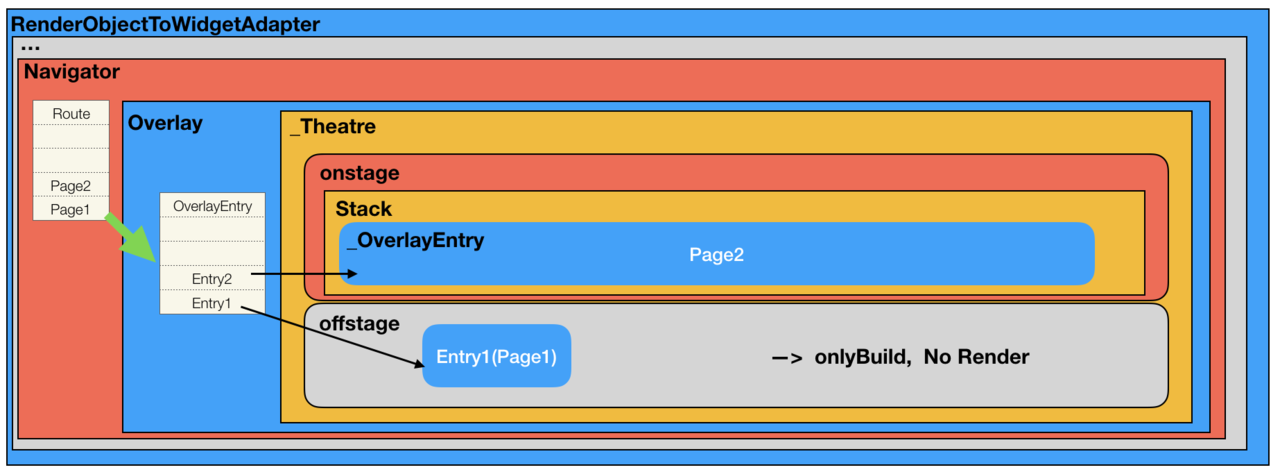 RenderObjectToWidgetAdapter
...
Navigator
Route
Page2
Page1
Overlay
OverlayEntry
Entry2
Entry1
_Theatre
onstage
Stack
_OverlayEntry
Page2
offstage
Entry1(Page1)
—> onlyBuild, No Render